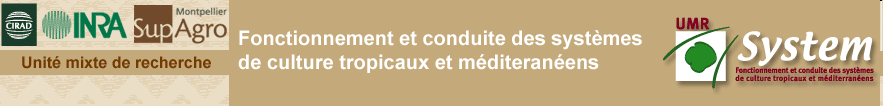 CIRAD
INRA
Montpellier
SupAgro
Unité mixte de recherche
Fonctionnement et conduite des systèmes
de culture tropicaux et méditeranéens
UMR
System
Fonctionnement et conduite des systèmes
de culture tropicaux et méditerranéens